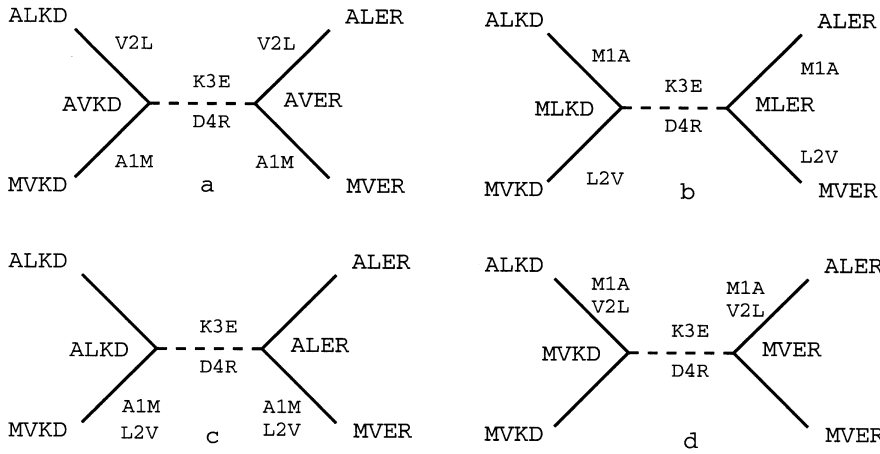 ALKD
V2L
V2L
ALER
K3E
AVKD
AVER
D4R
A1M
A1M
MVKD
MVER
a
ALKD
M1A
ALER
M1A
K3E
MLKD
MLER
D4R
L2V
L2V
MVKD
MVER
b
ALKD
ALER
K3E
ALKD
ALER
D4R
A1M
L2V
A1M
L2V
MVKD
MVER
c
ALKD
M1A
V2L
M1A
V2L
ALER
K3E
MVKD
MVER
D4R
MVKD
MVER
d